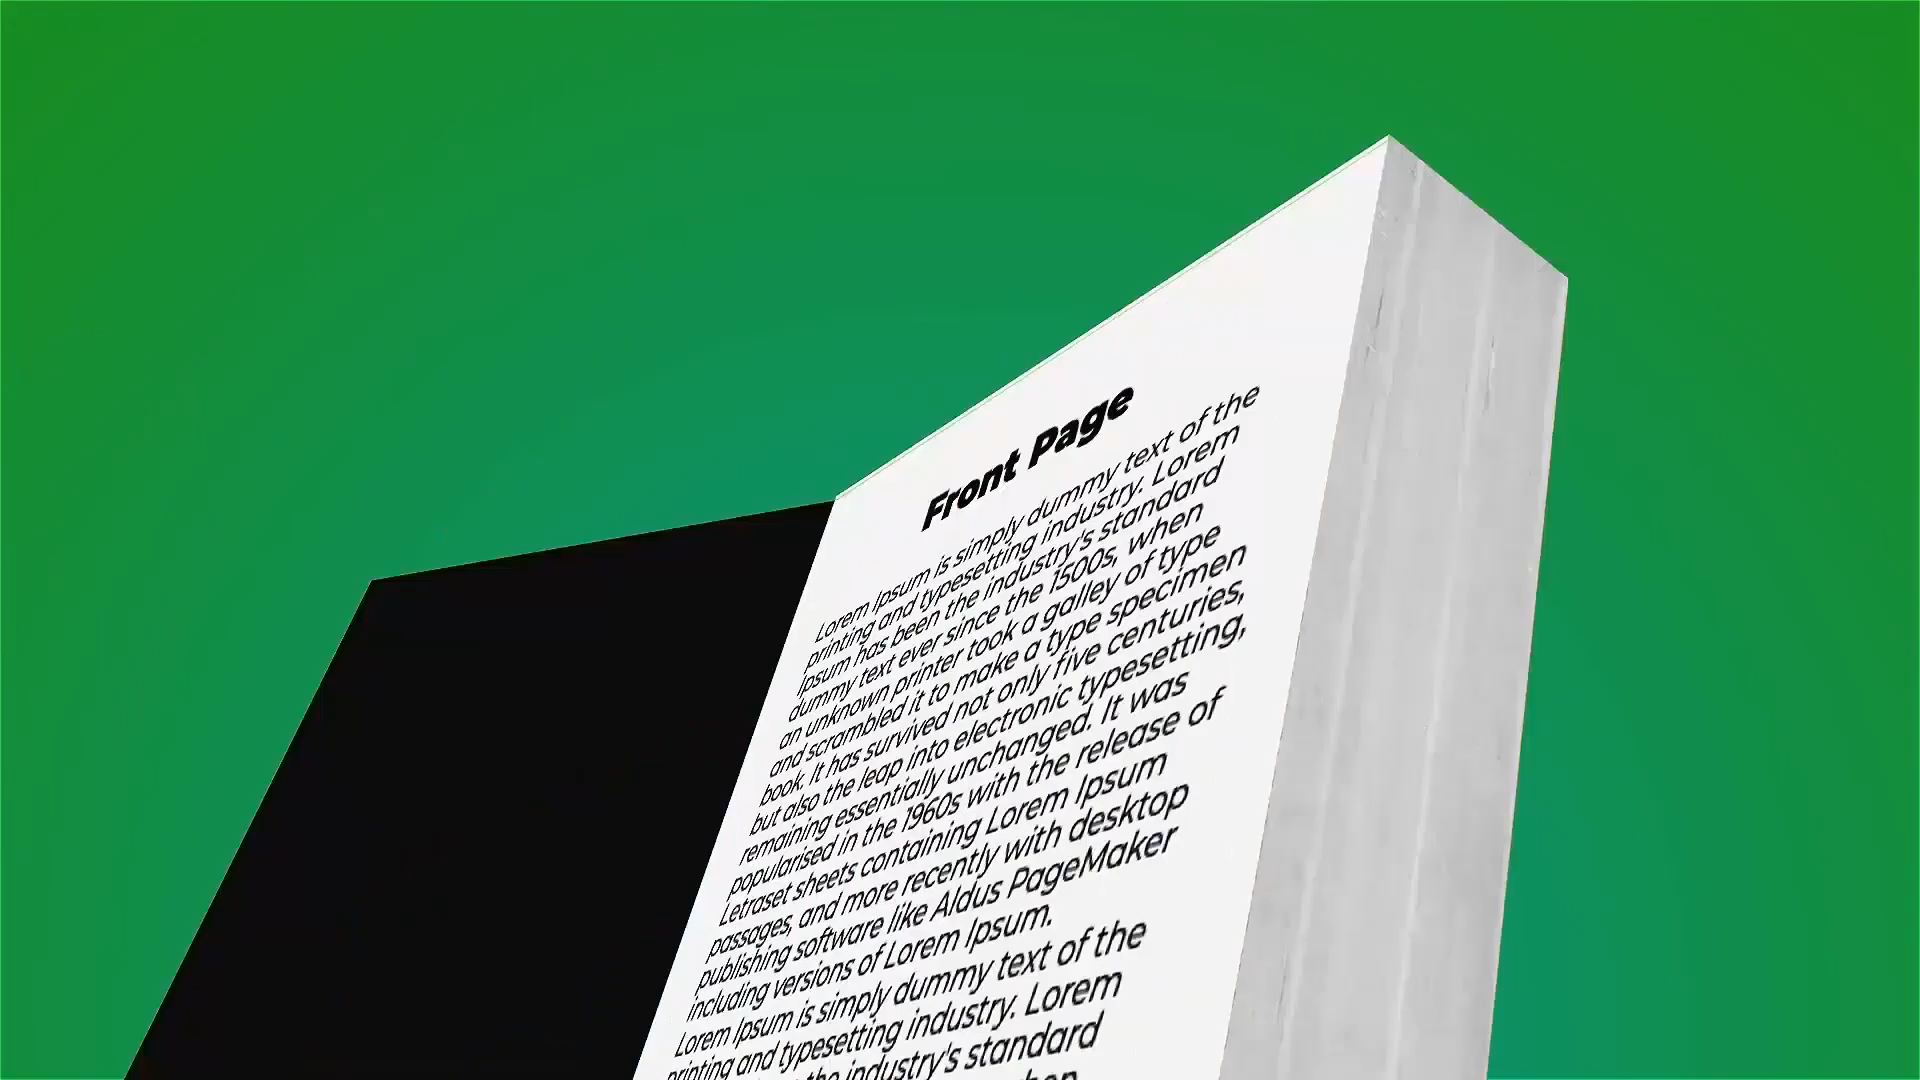 Front Page
Lorem Ipsum is simply dummy text of the
printing and typesetting industry. Lorem
Ipsum has been the industry's standard
dummy text ever since the 1500s, when
an unknown printer took a galley of type
and scrambled it to make a type specimen
book. It has survived not only five centuries,
but also the leap into electronic typesetting,
remaining essentially unchanged. It was
popularised in the 1960s with the release of
Letraset sheets containing Lorem Ipsum
passages, and more recently with desktop
publishing software like Aldus PageMaker
including versions of Lorem Ipsum.
Lorem Ipsum is simply dummy text of the
printing and typesetting industry. Lorem
the industry's standard